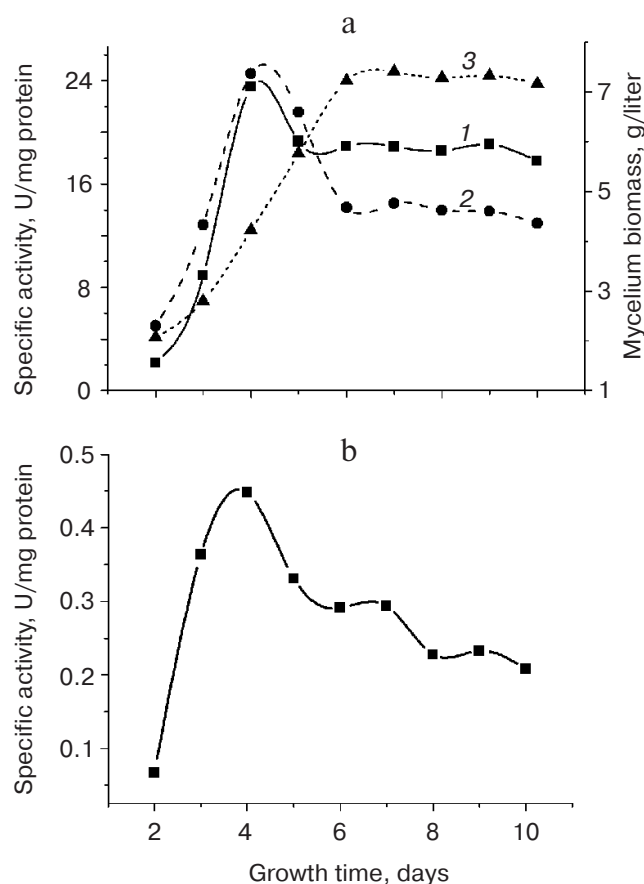 a
Specific activity, U/mg protein
24
16
8
0
3
1
2
7
5
3
1
Mycelium biomass, g/liter
b
Specific activity, U/mg protein
0.5
0.4
0.3
0.2
0.1
2 4 6 8 10
Growth time, days